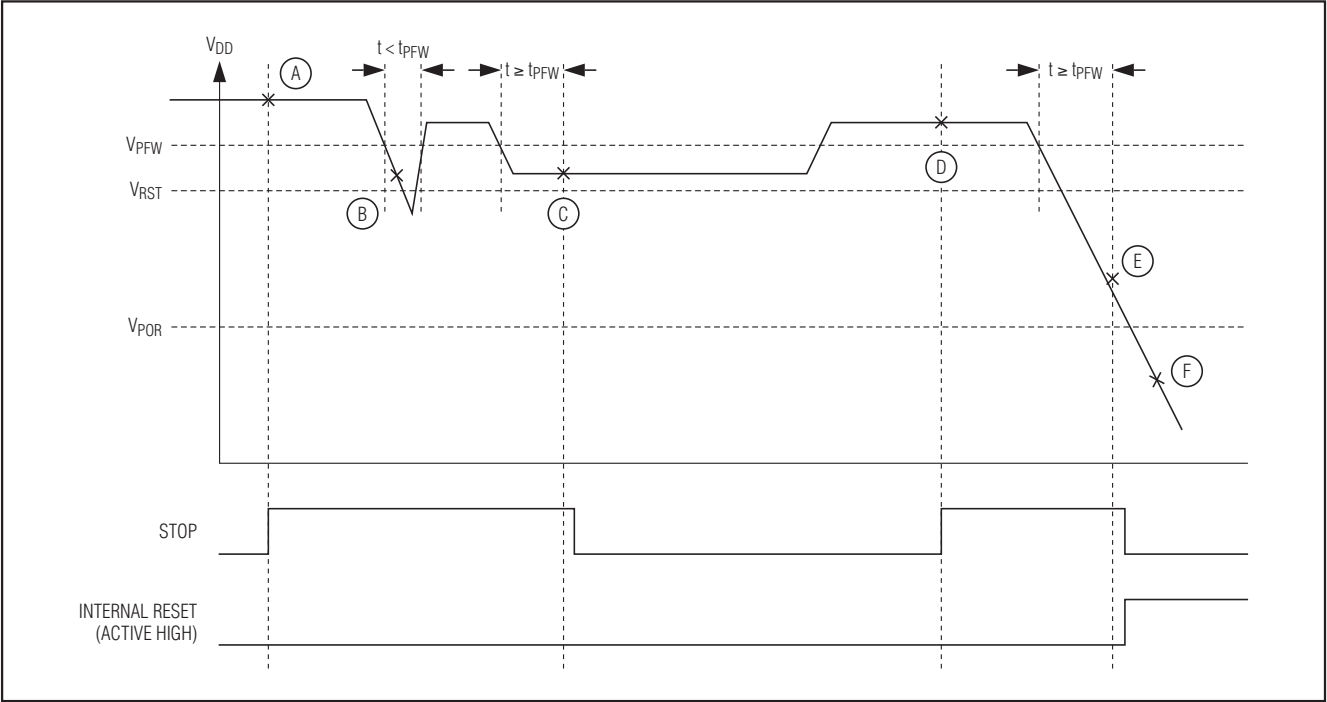 VDD
t < tPFW
t ≥ tPFW
t ≥ tPFW
A
VPFW
D
VRST
B
C
E
VPOR
F
STOP
INTERNAL RESET
(ACTIVE HIGH)